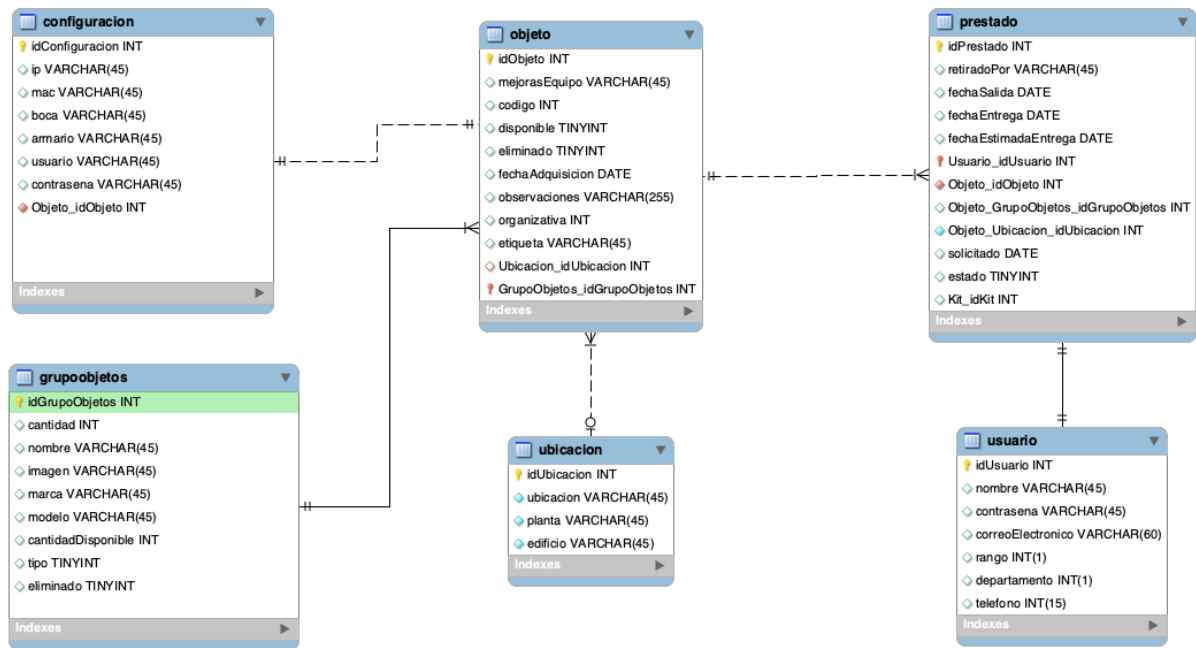 configuracion
idConfiguracion INT
ip VARCHAR(45)
mac VARCHAR(45)
boca VARCHAR(45)
armario VARCHAR(45)
usuario VARCHAR(45)
contrasena VARCHAR(45)
Objeto_idObjeto INT
Indexes
objeto
idObjeto INT
mejorasEquipo VARCHAR(45)
codigo INT
disponible TINYINT
eliminado TINYINT
fechaAdquisicion DATE
observaciones VARCHAR(255)
organizativa INT
etiqueta VARCHAR(45)
Ubicacion_idUbicacion INT
GrupoObjetos_idGrupoObjetos INT
Indexes
prestado
idPrestado INT
retiradoPor VARCHAR(45)
fechaSalida DATE
fechaEntrega DATE
fechaEstimadaEntrega DATE
Usuario_idUsuario INT
Objeto_idObjeto INT
Objeto_GrupoObjetos_idGrupoObjetos INT
Objeto_Ubicacion_idUbicacion INT
solicitado DATE
estado TINYINT
Kit_idKit INT
Indexes
grupoobjetos
idGrupoObjetos INT
cantidad INT
nombre VARCHAR(45)
imagen VARCHAR(45)
marca VARCHAR(45)
modelo VARCHAR(45)
cantidadDisponible INT
tipo TINYINT
eliminado TINYINT
Indexes
ubicacion
idUbicacion INT
ubicacion VARCHAR(45)
planta VARCHAR(45)
edificio VARCHAR(45)
Indexes
usuario
idUsuario INT
nombre VARCHAR(45)
contrasena VARCHAR(45)
correoElectronico VARCHAR(60)
rango INT(1)
departamento INT(1)
telefono INT(15)
Indexes